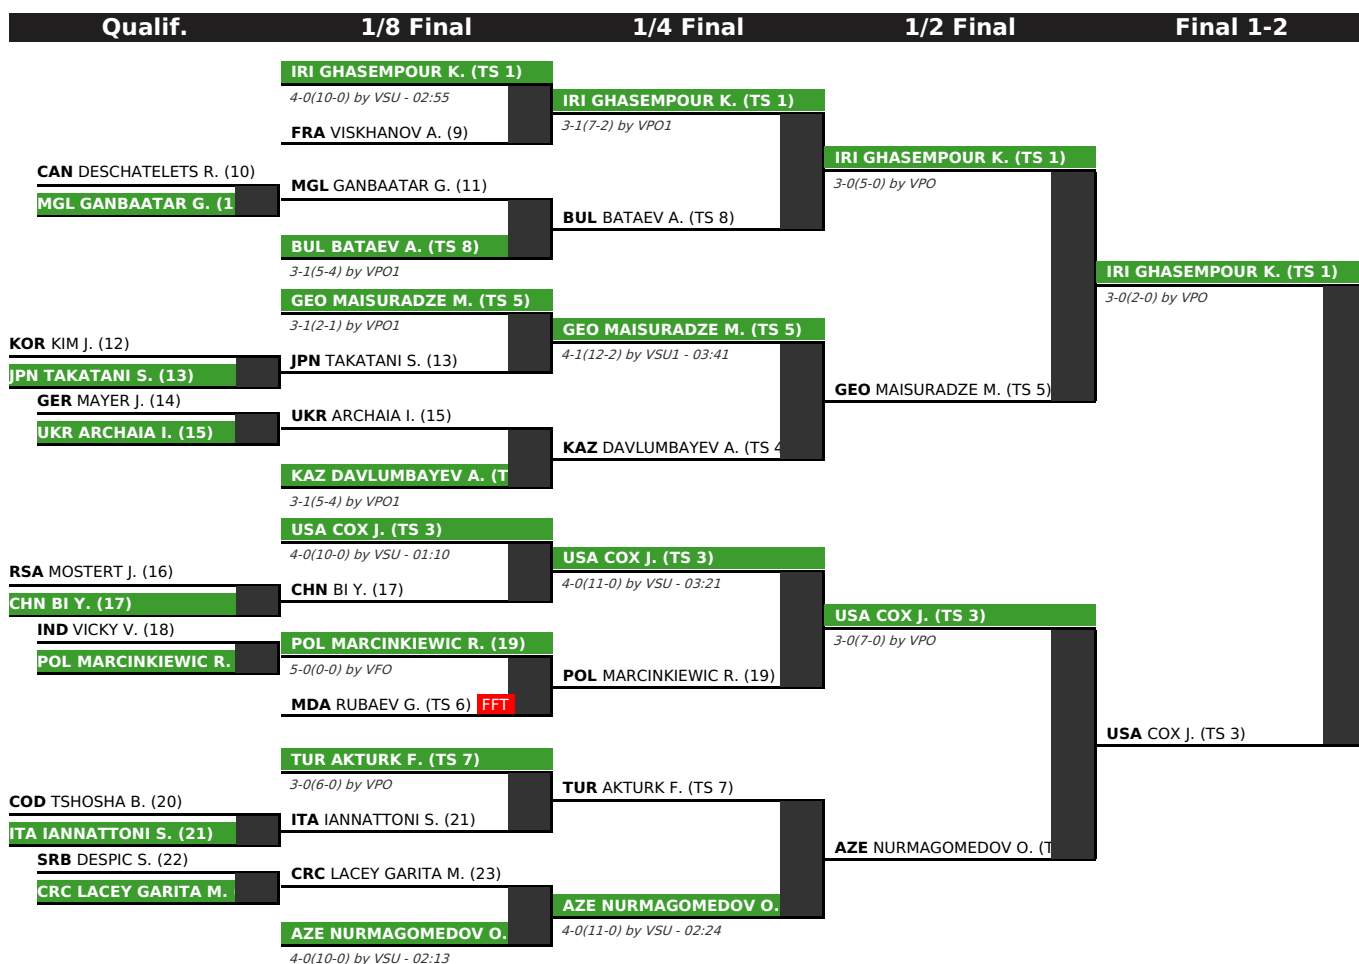 Qualif.
1/8 Final
1/4 Final
1/2 Final
Final 1-2
CAN DESCHATELETS R. (10)
MGL GANBAATAR G. (1
KOR KIM J. (12)
JPN TAKATANI S. (13)
GER MAYER J. (14)
UKR ARCHAIA I. (15)
RSA MOSTERT J. (16)
CHN BI Y. (17)
IND VICKY V. (18)
POL MARCINKIEWIC R.
COD TSHOSHA B. (20)
ITA IANNATTONI S. (21)
SRB DESPIC S. (22)
CRC LACEY GARITA M.
IRI GHASEMPOUR K. (TS 1)
4-0(10-0) by VSU - 02:55
FRA VISKHANOV A. (9)
MGL GANBAATAR G. (11)
BUL BATAEV A. (TS 8)
3-1(5-4) by VPO1
GEO MAISURADZE M. (TS 5)
3-1(2-1) by VPO1
JPN TAKATANI S. (13)
UKR ARCHAIA I. (15)
KAZ DAVLUMBAYEV A. (T
3-1(5-4) by VPO1
USA COX J. (TS 3)
4-0(10-0) by VSU - 01:10
CHN BI Y. (17)
POL MARCINKIEWIC R. (19)
5-0(0-0) by VFO
MDA RUBAEV G. (TS 6) FFT
TUR AKTURK F. (TS 7)
3-0(6-0) by VPO
ITA IANNATTONI S. (21)
CRC LACEY GARITA M. (23)
AZE NURMAGOMEDOV O.
4-0(10-0) by VSU - 02:13
IRI GHASEMPOUR K. (TS 1)
3-1(7-2) by VPO1
BUL BATAEV A. (TS 8)
GEO MAISURADZE M. (TS 5)
4-1(12-2) by VSU1 - 03:41
KAZ DAVLUMBAYEV A. (TS 4
USA COX J. (TS 3)
4-0(11-0) by VSU - 03:21
POL MARCINKIEWIC R. (19)
TUR AKTURK F. (TS 7)
AZE NURMAGOMEDOV O.
4-0(11-0) by VSU - 02:24
IRI GHASEMPOUR K. (TS 1)
3-0(5-0) by VPO
GEO MAISURADZE M. (TS 5)
USA COX J. (TS 3)
3-0(7-0) by VPO
AZE NURMAGOMEDOV O. (T
IRI GHASEMPOUR K. (TS 1)
3-0(2-0) by VPO
USA COX J. (TS 3)